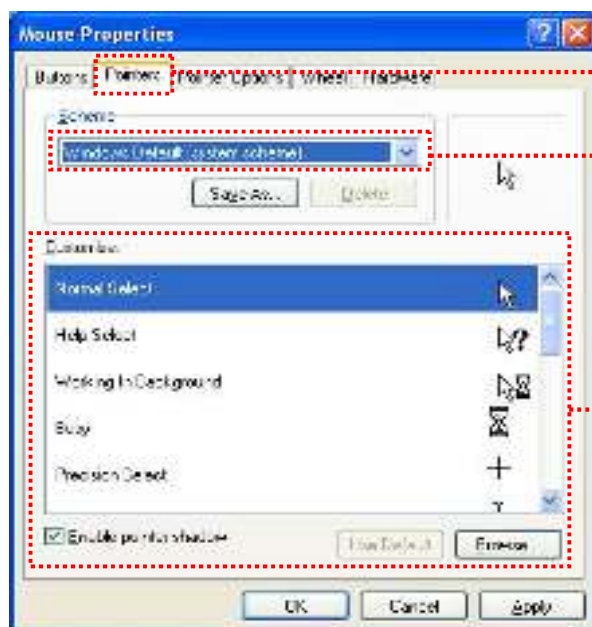 Mouse Properties
Buttons Pointers Pointer Options Wheel Hardware
Scheme
Windows Default (system scheme)
Save As... Delete
Customize:
Normal Select
Help Select
Working In Background
Busy
Precision Select
Enable pointer shadow Use Default Browse...
OK Cancel Apply